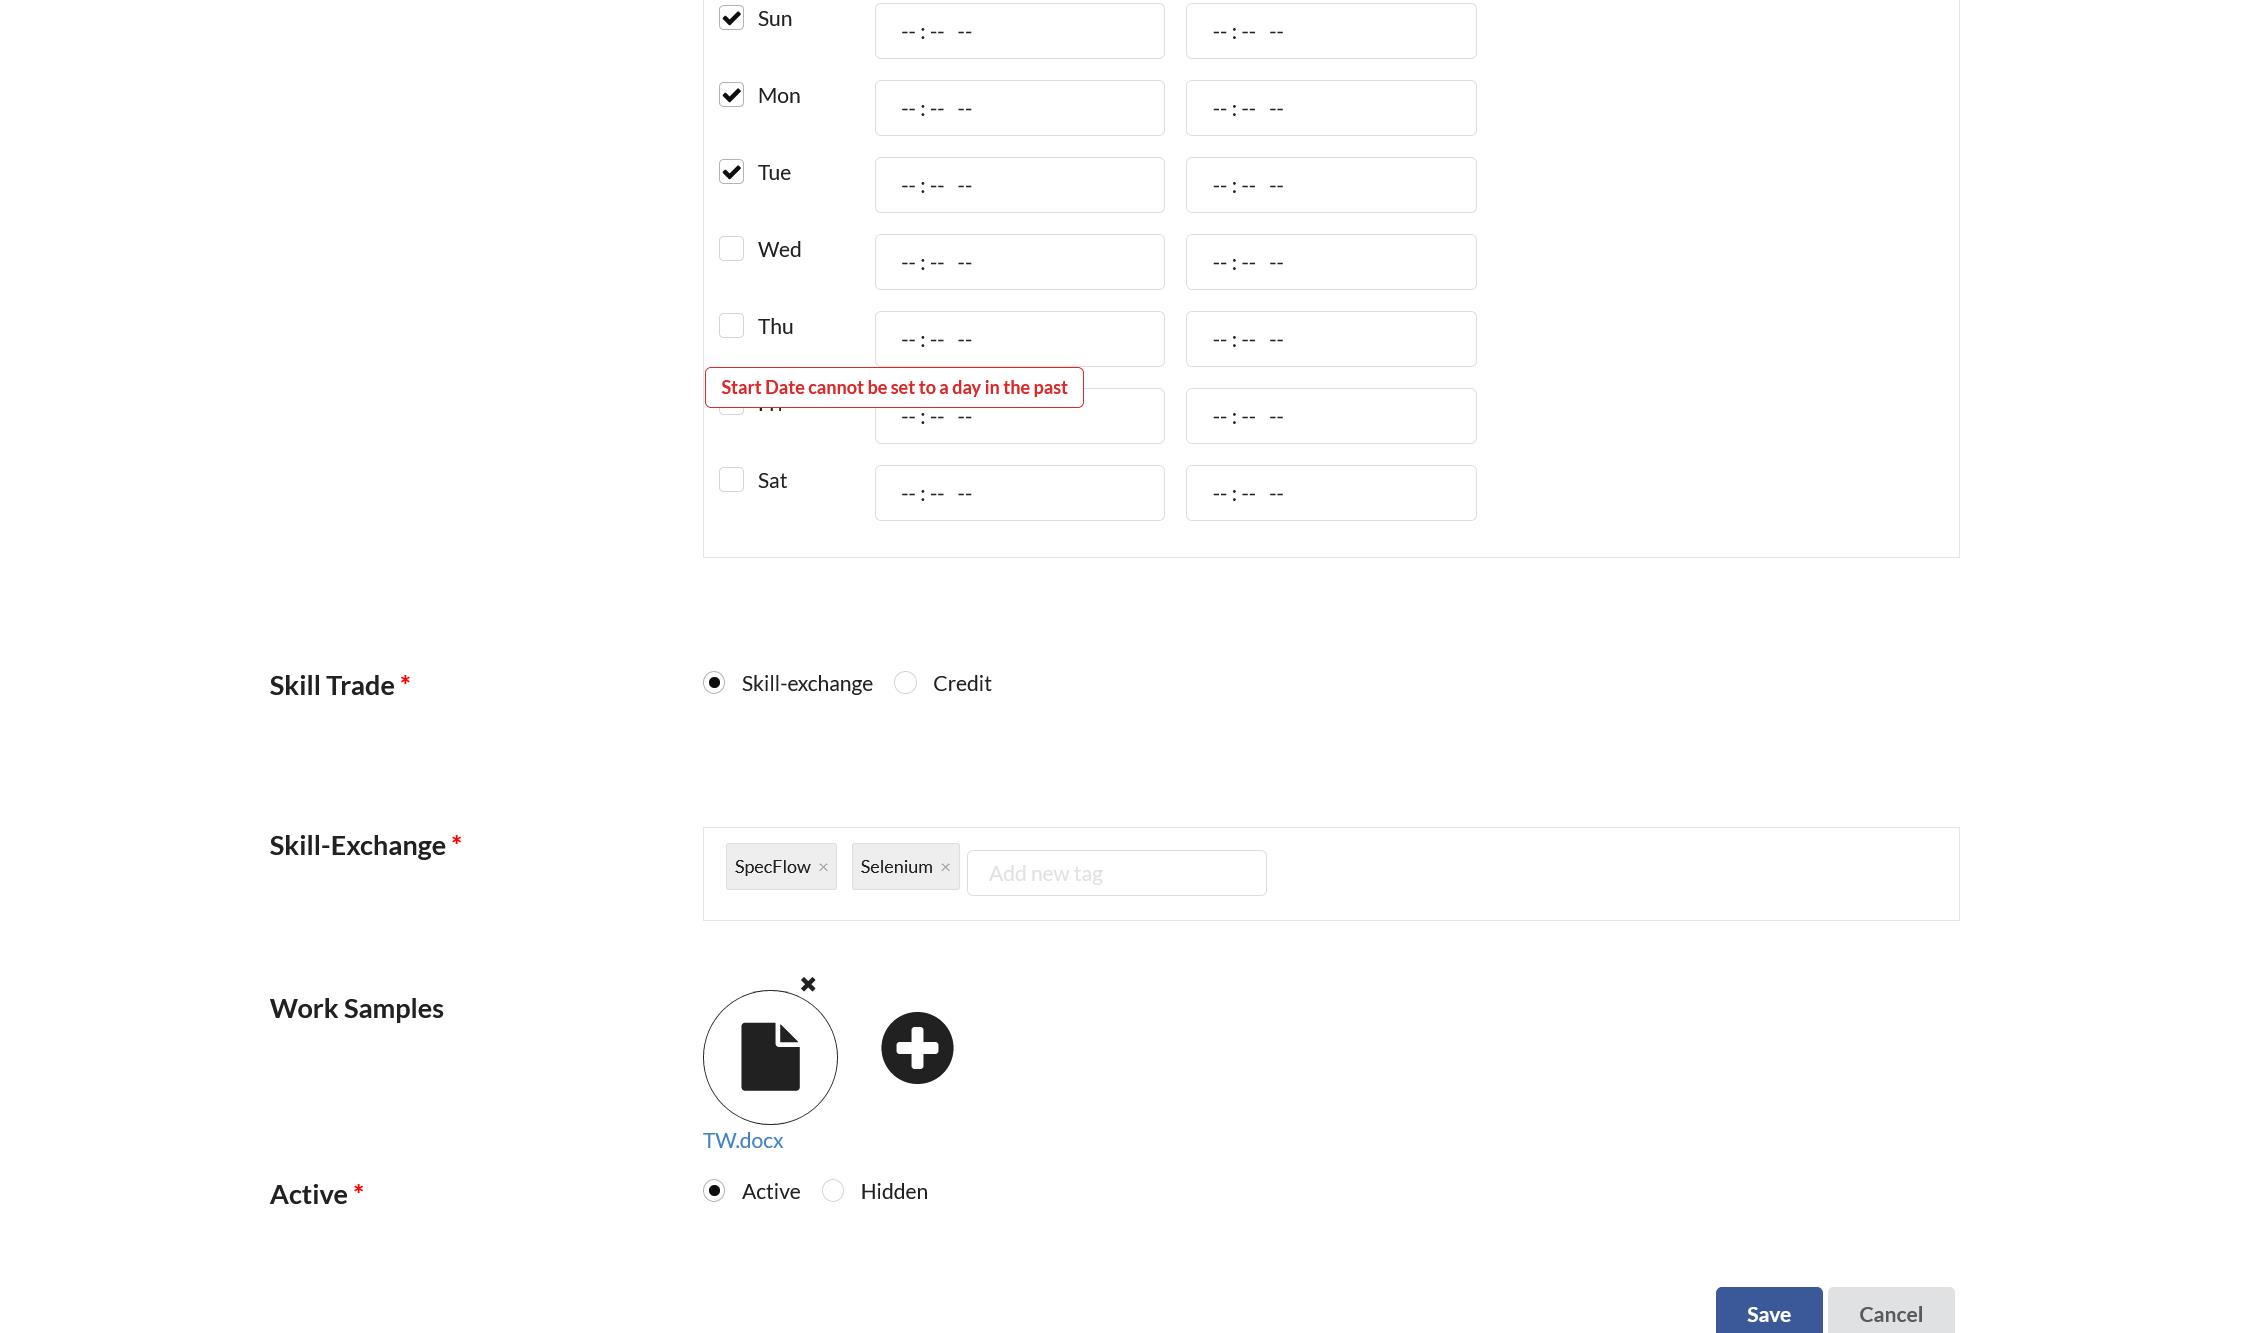 Sun --:-- -- --:-- --
Mon --:-- -- --:-- --
Tue --:-- -- --:-- --
Wed --:-- -- --:-- --
Thu --:-- -- --:-- --
Start Date cannot be set to a day in the past
--:-- -- --:-- --
Sat --:-- -- --:-- --
Skill Trade * Skill-exchange Credit
Skill-Exchange * SpecFlow × Selenium × Add new tag
Work Samples
TW.docx
Active * Active Hidden
Save Cancel